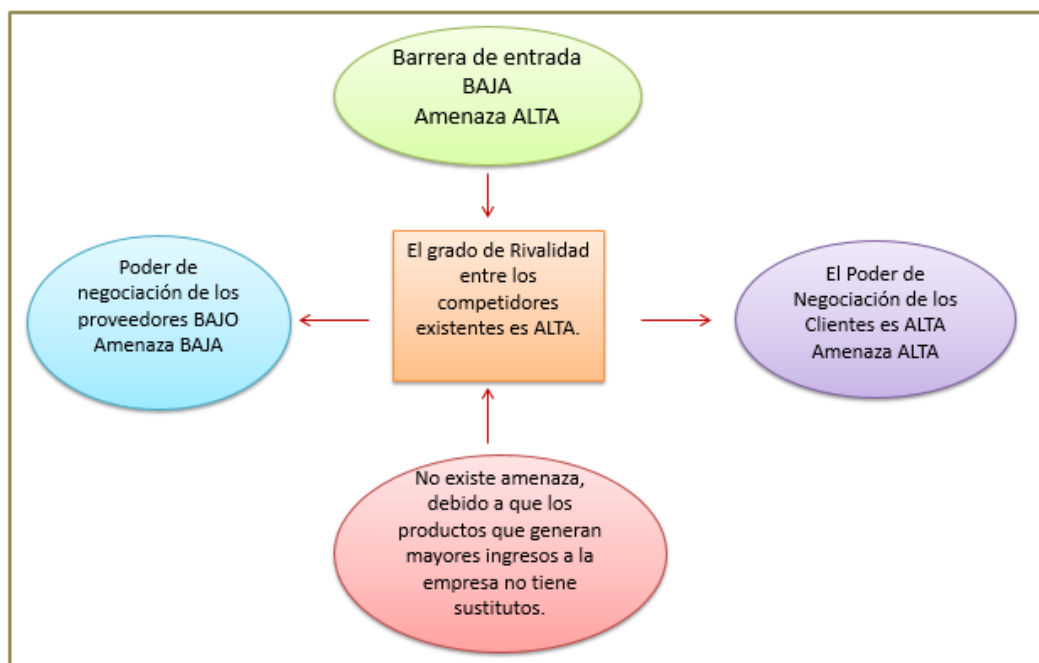 Barrera de entrada
BAJA
Amenaza ALTA
Poder de
negociación de los
proveedores BAJO
Amenaza BAJA
El grado de Rivalidad
entre los
competidores
existentes es ALTA.
El Poder de
Negociación de los
Clientes es ALTA
Amenaza ALTA
No existe amenaza,
debido a que los
productos que generan
mayores ingresos a la
empresa no tiene
sustitutos.